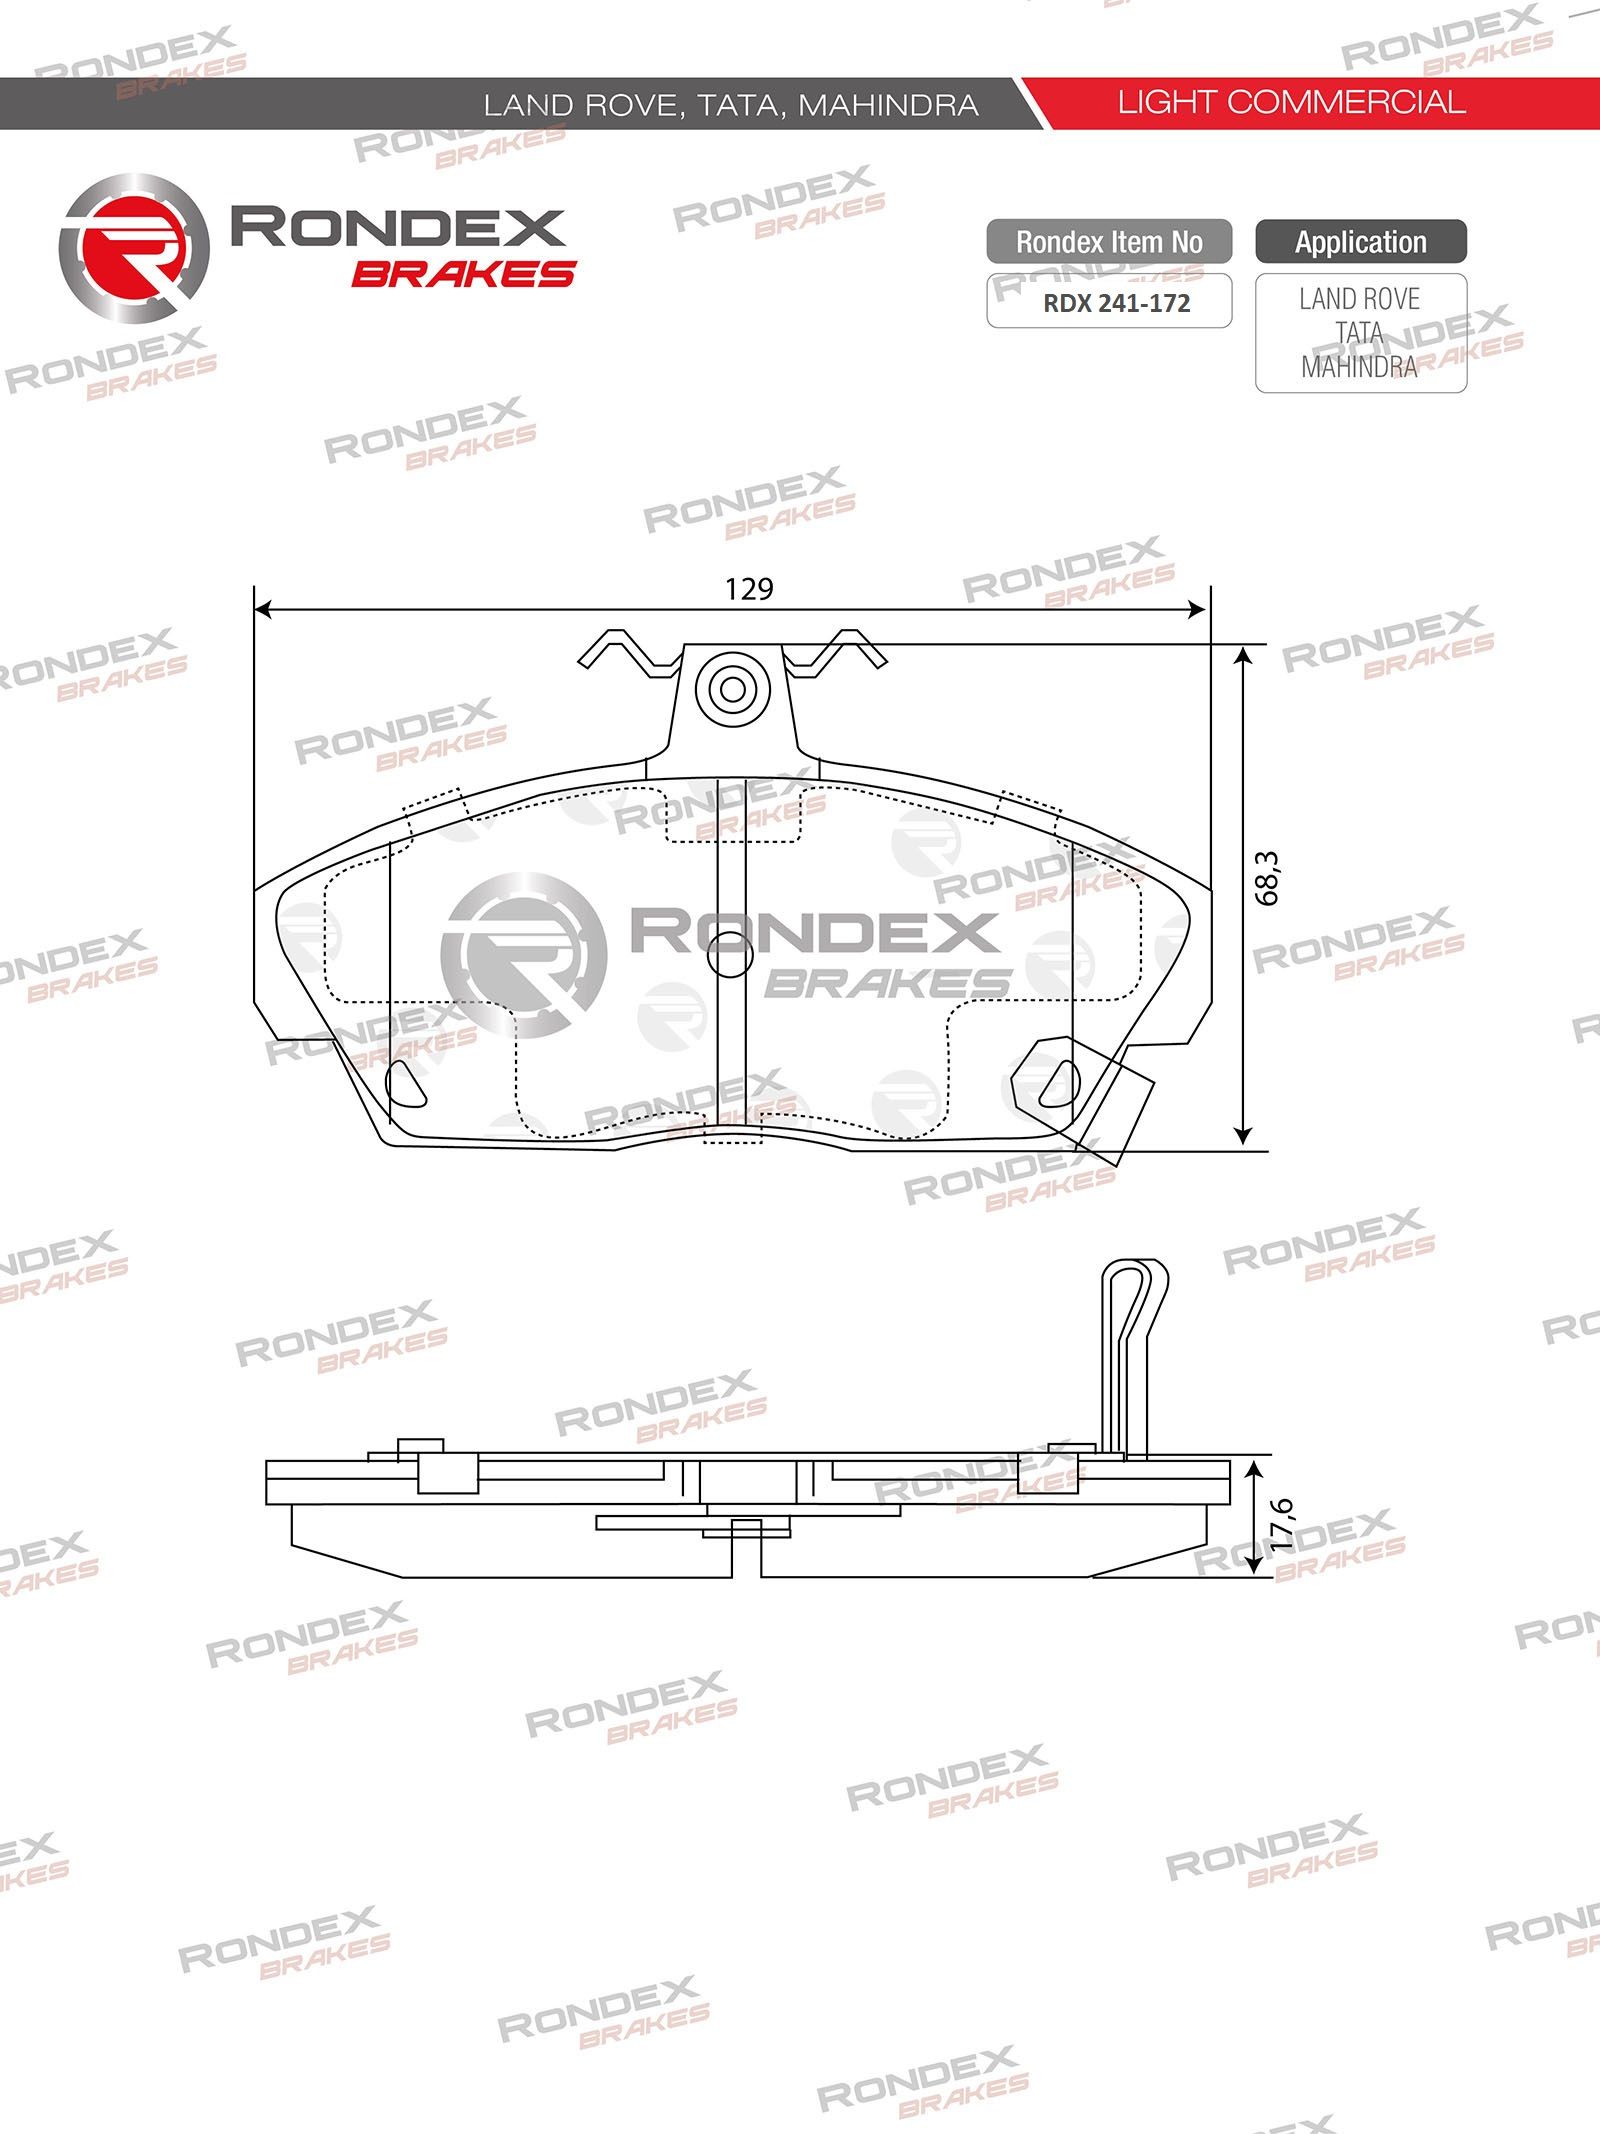 LAND ROVE, TATA, MAHINDRA
LIGHT COMMERCIAL
RONDEX
BRAKES
Rondex Item No
RDX 241-172
Application
LAND ROVE
TATA
MAHINDRA
129
68,3
RONDEX
BRAKES
17,6